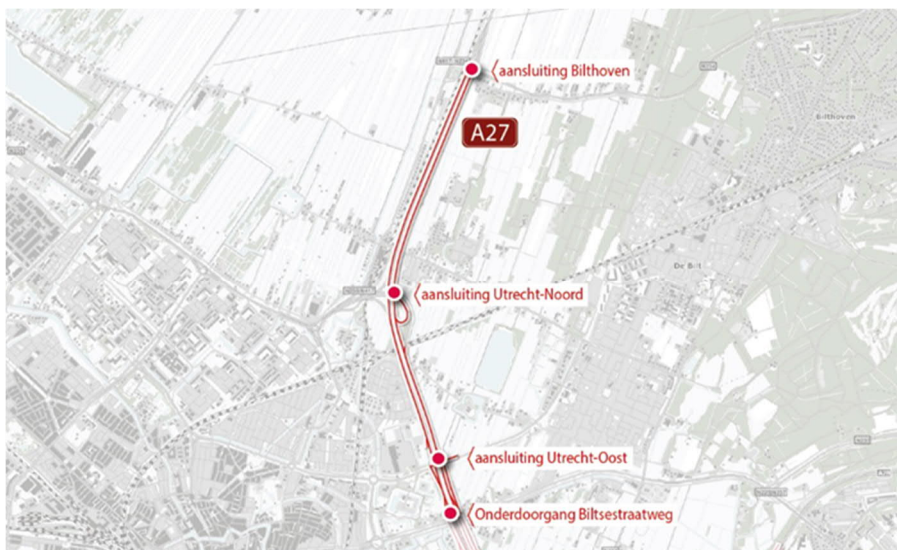 aansluiting Bilthoven
A27
Bilthoven
De Bilt
aansluiting Utrecht-Noord
aansluiting Utrecht-Oost
Onderdoorgang Biltsestraatweg